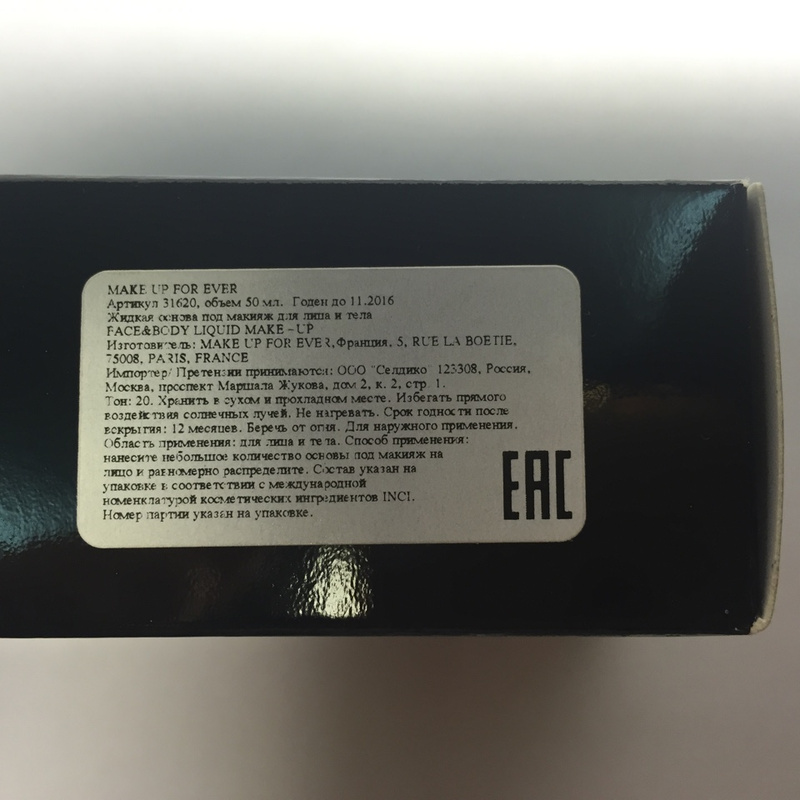 MAKE UP FOR EVER
Артикул 31620, объем 50 мл. Годен до 11.2016
Жидкая основа под макияж для лица и тела
FACE&BODY LIQUID MAKE-UP
Изготовитель: MAKE UP FOR EVER,Франция. 5, RUE LA BOETIE,
75008, PARIS, FRANCE
Импортер/ Претензии принимаются: ООО "Селдико" 123308, Россия,
Москва, проспект Маршала Жукова, дом 2, к. 2, стр. 1.
Тон: 20. Хранить в сухом и прохладном месте. Избегать прямого
воздействия солнечных лучей. Не нагревать. Срок годности после
вскрытия: 12 месяцев. Беречь от огня. Для наружного применения.
Область применения: для лица и тела. Способ применения:
нанесите небольшое количество основы под макияж на
лицо и равномерно распределите. Состав указан на
упаковке в соответствии с международной
номенклатурой косметических ингредиентов INCI.
Номер партии указан на упаковке.
EAC